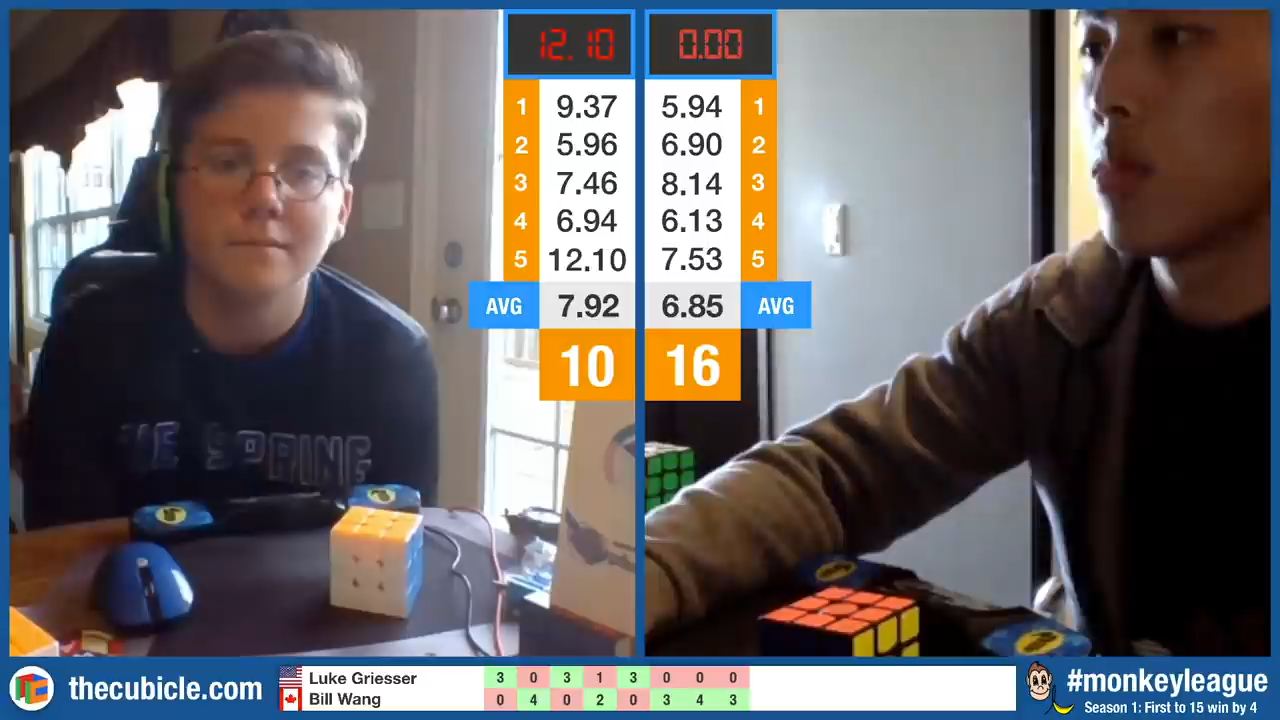 12.10 0.00
1 9.37 5.94 1
2 5.96 6.90 2
3 7.46 8.14 3
4 6.94 6.13 4
5 12.10 7.53 5
AVG 7.92 6.85 AVG
10 16
SPRING
thecubicle.com
Luke Griesser 3 0 3 1 3 0 0 0
Bill Wang 0 4 0 2 0 3 4 3
#monkeyleague
Season 1: First to 15 win by 4